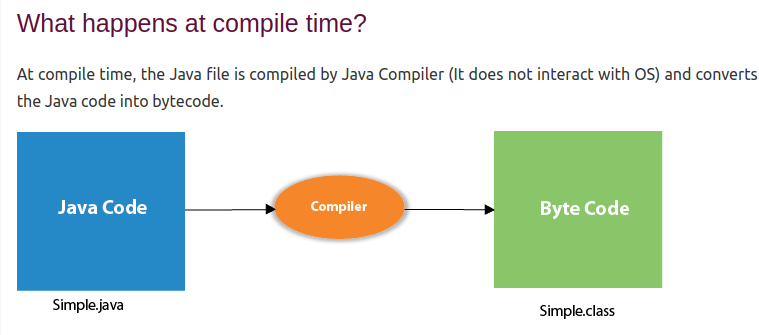 What happens at compile time?
At compile time, the Java file is compiled by Java Compiler (It does not interact with OS) and converts
the Java code into bytecode.
Java Code
Compiler
Byte Code
Simple.java
Simple.class